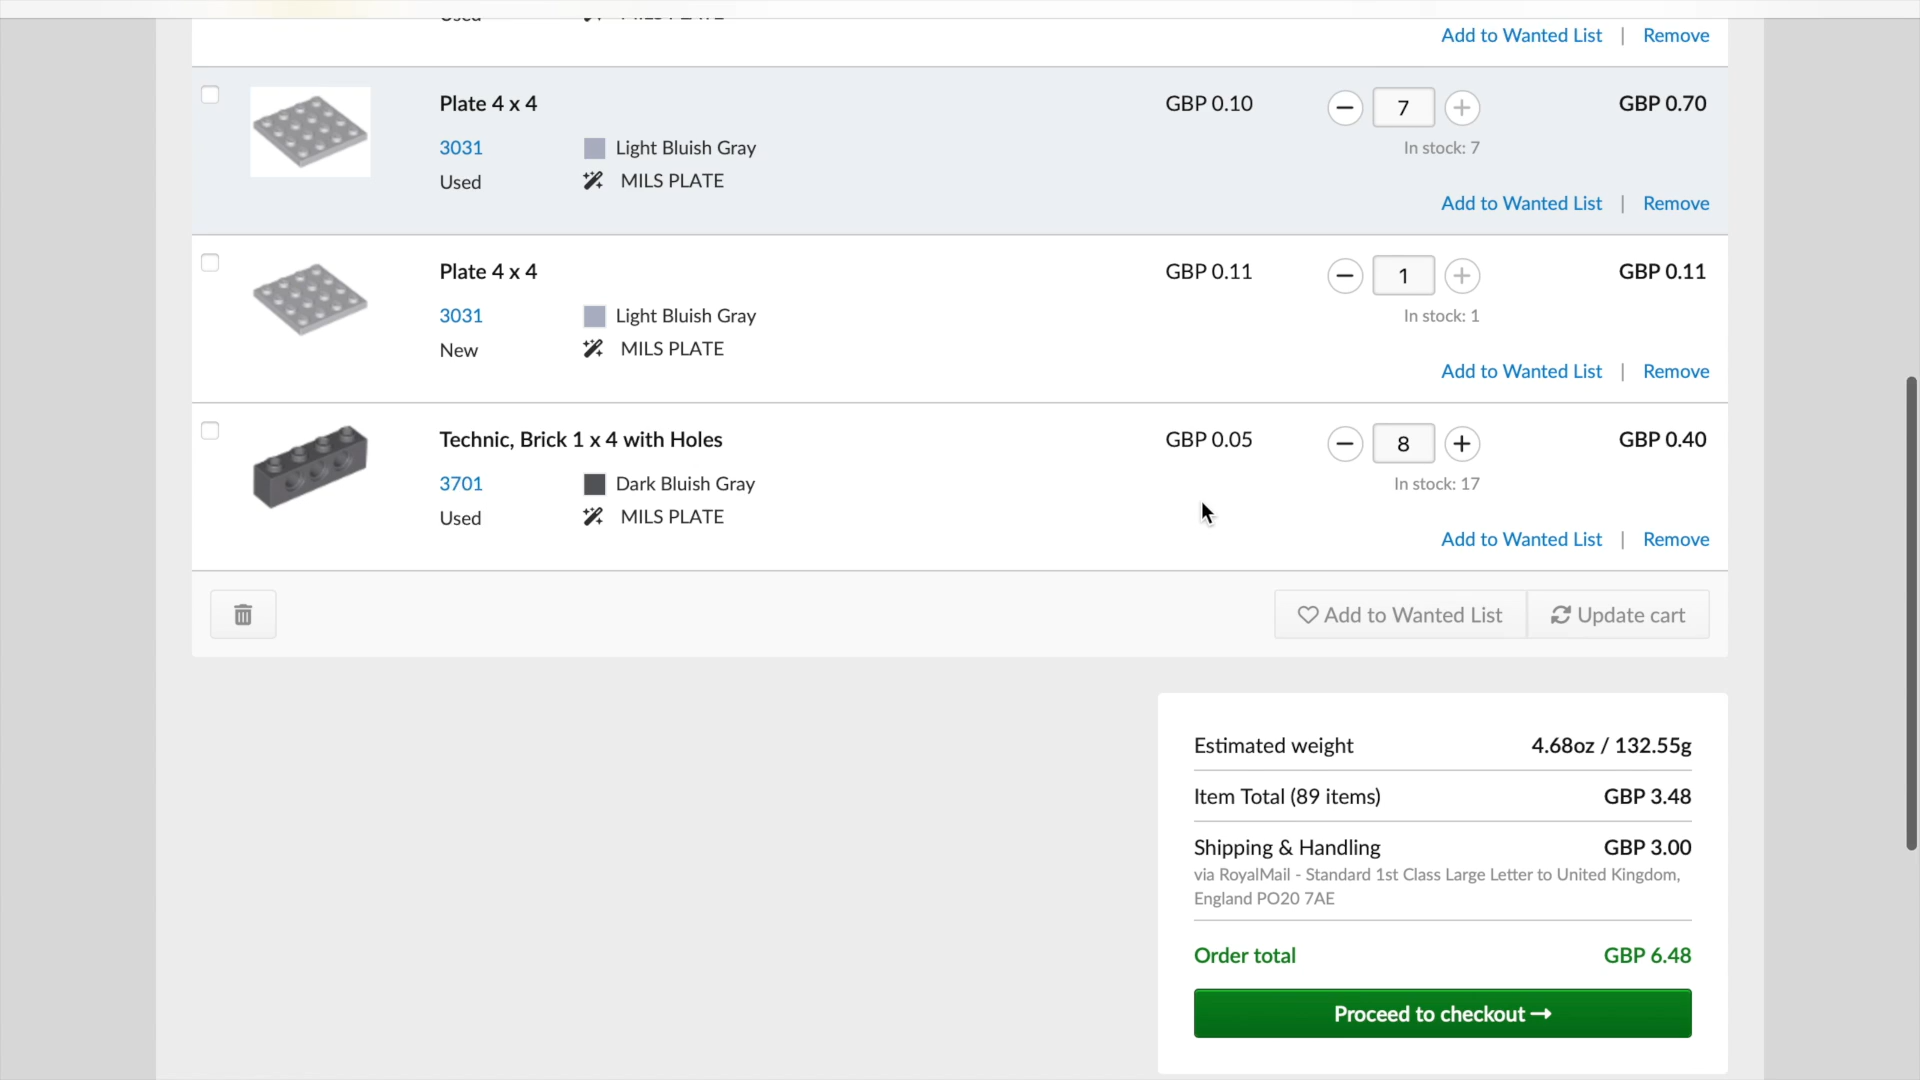 Add to Wanted List | Remove
Plate 4 x 4 GBP 0.10 7 GBP 0.70
3031 Light Bluish Gray In stock: 7
Used MILS PLATE
Add to Wanted List | Remove
Plate 4 x 4 GBP 0.11 1 GBP 0.11
3031 Light Bluish Gray In stock: 1
New MILS PLATE
Add to Wanted List | Remove
Technic, Brick 1 x 4 with Holes GBP 0.05 8 GBP 0.40
3701 Dark Bluish Gray In stock: 17
Used MILS PLATE
Add to Wanted List | Remove
Add to Wanted List Update cart
Estimated weight 4.68oz / 132.55g
Item Total (89 items) GBP 3.48
Shipping & Handling GBP 3.00
via RoyalMail - Standard 1st Class Large Letter to United Kingdom,
England PO20 7AE
Order total GBP 6.48
Proceed to checkout →